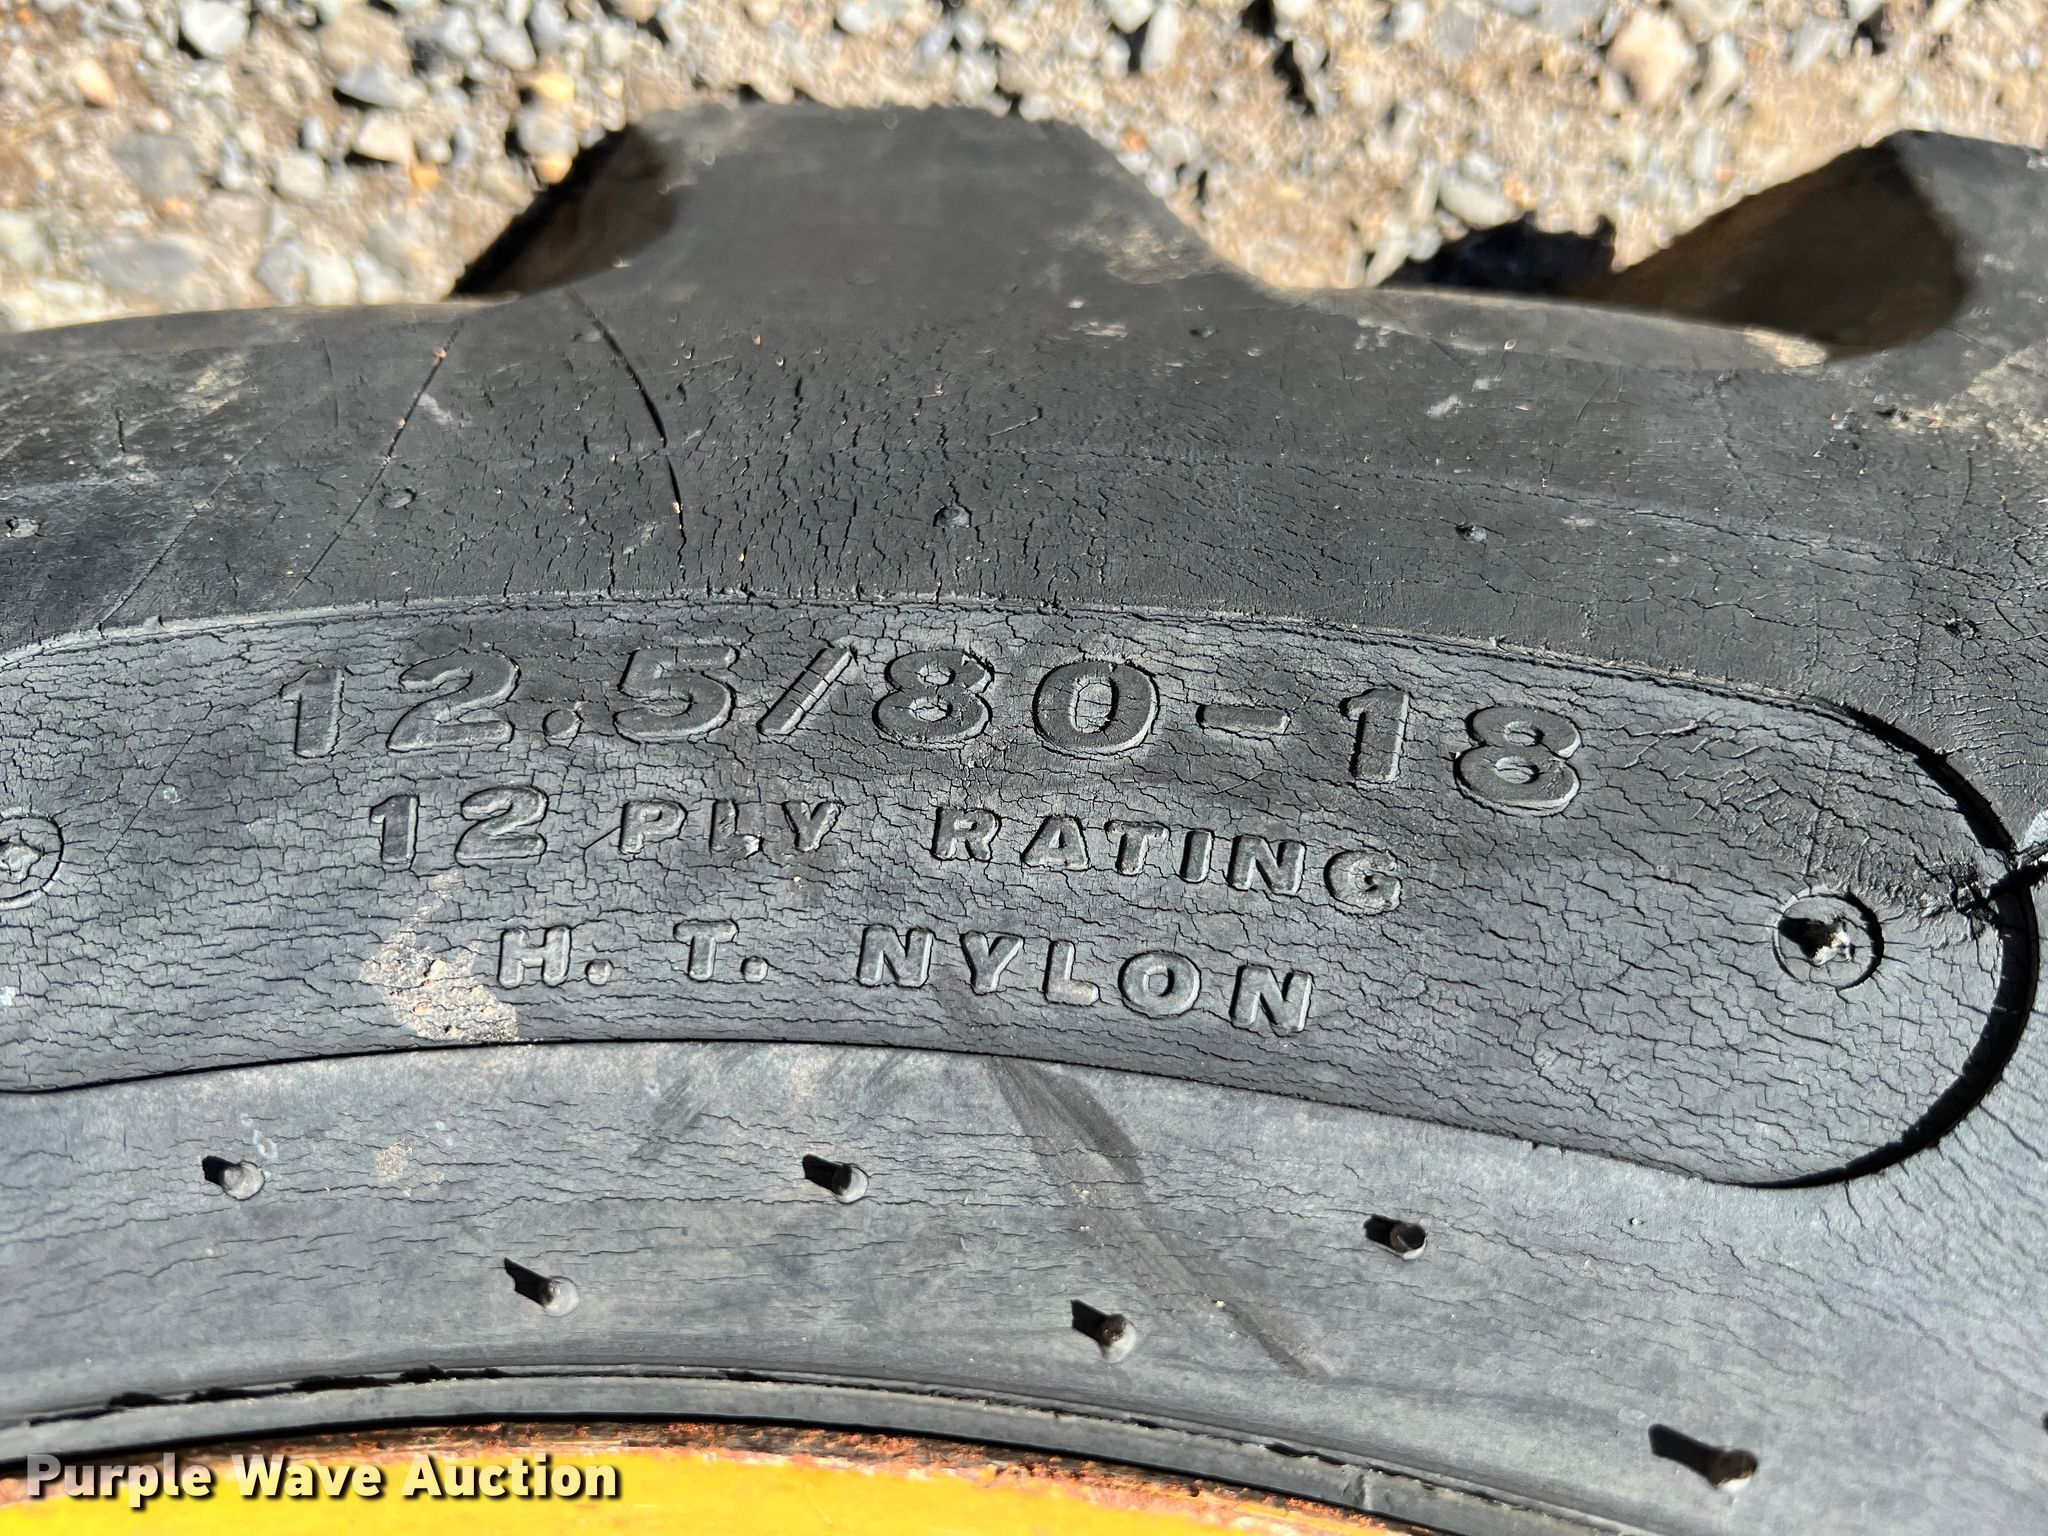 12.5/80-18
12 PLY RATING
H. T. NYLON
Purple Wave Auction